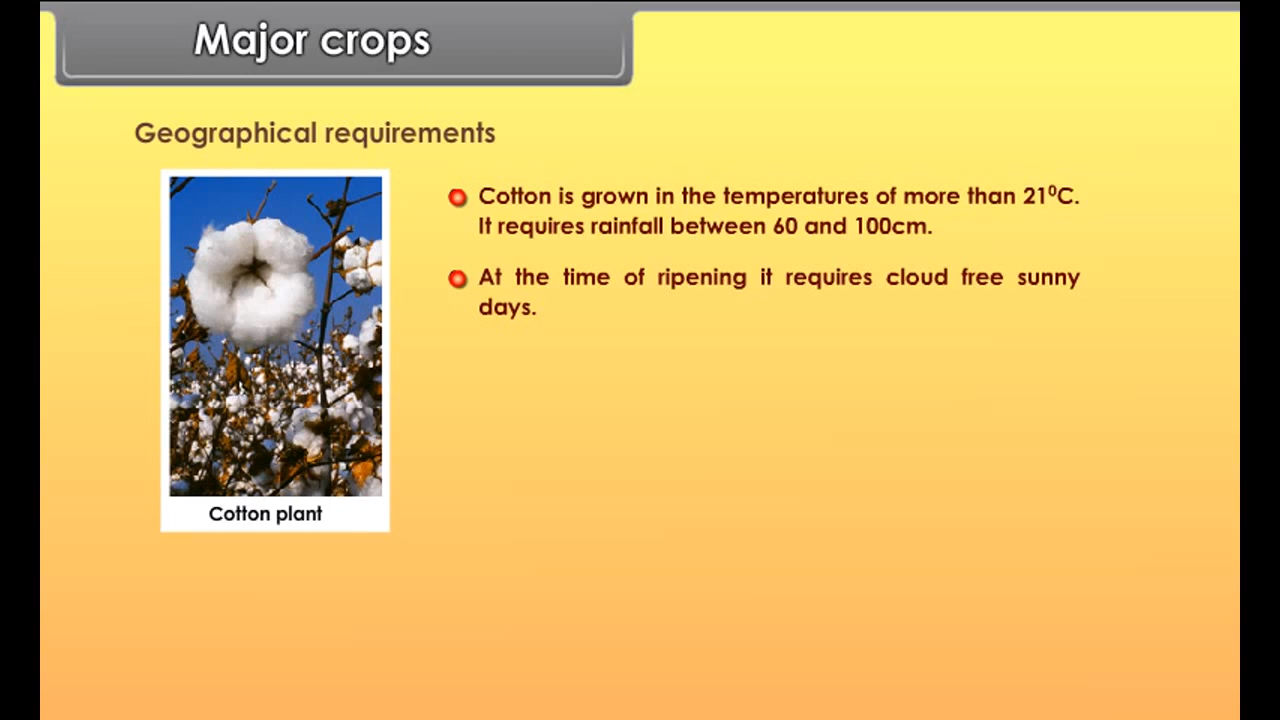 Major crops
Geographical requirements
Cotton is grown in the temperatures of more than 21⁰C.
It requires rainfall between 60 and 100cm.
At the time of ripening it requires cloud free sunny
days.
Cotton plant